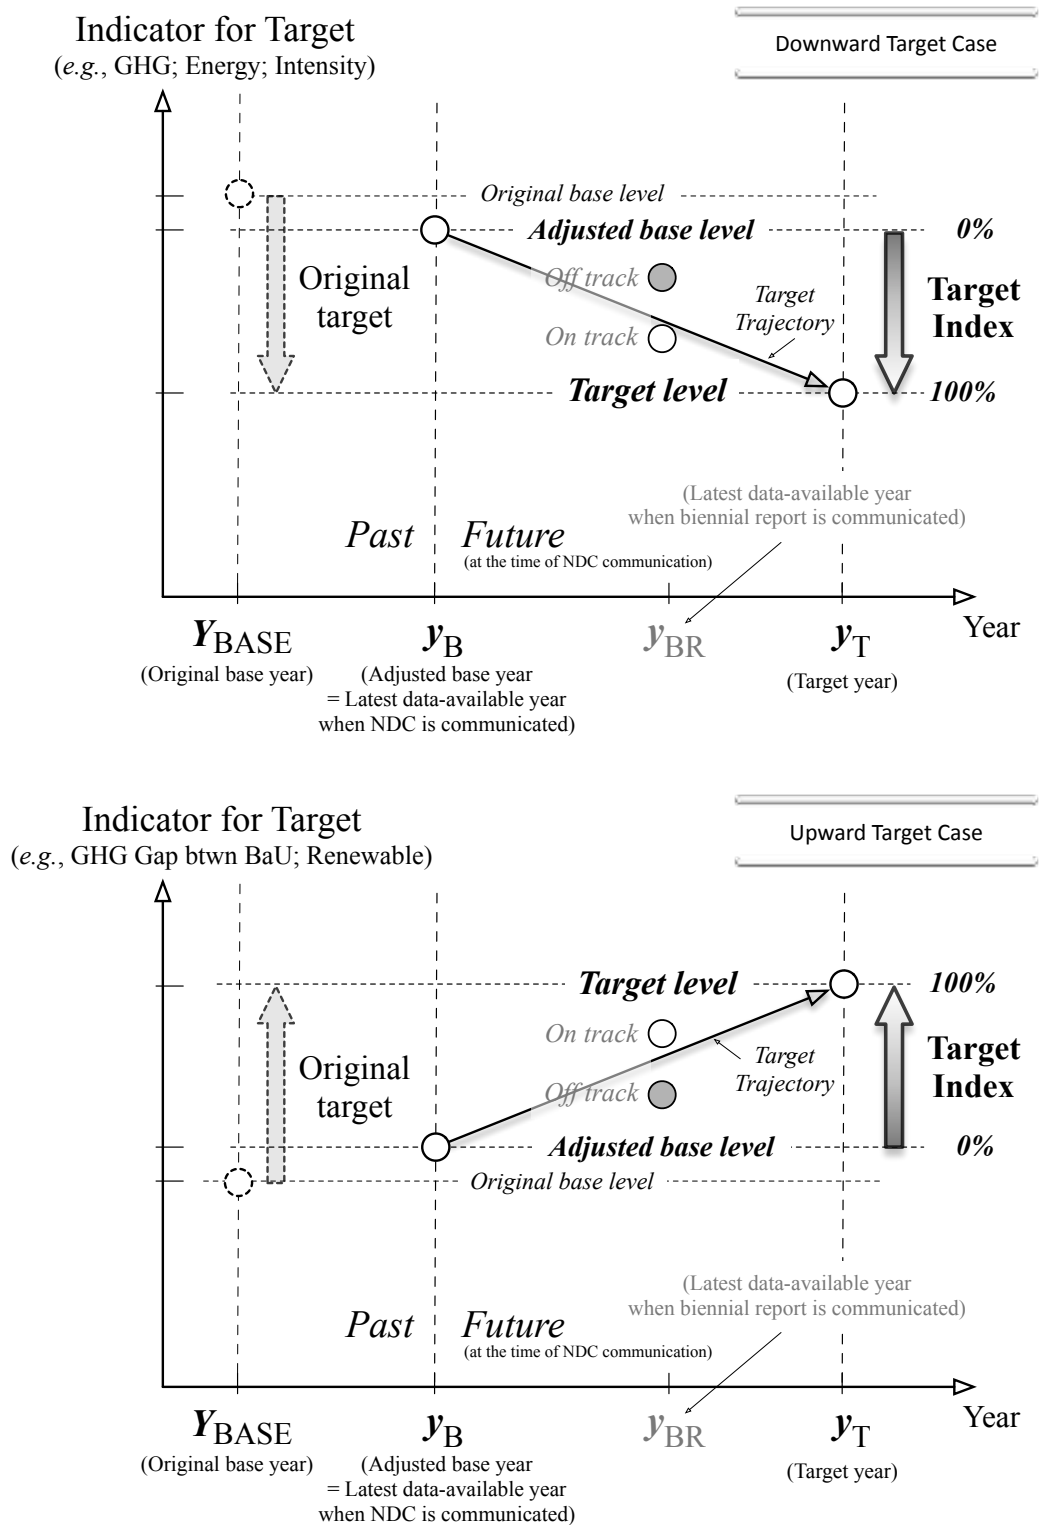 Indicator for Target
(e.g., GHG; Energy; Intensity)
Downward Target Case
Original base level
Adjusted base level
0%
Off track
Original
target
Target
Trajectory
Target
Index
On track
Target level
100%
(Latest data-available year
when biennial report is communicated)
Past
Future
(at the time of NDC communication)
YBASE
yB
yBR
yT
Year
(Original base year)
(Adjusted base year
= Latest data-available year
when NDC is communicated)
(Target year)
Indicator for Target
(e.g., GHG Gap btwn BaU; Renewable)
Upward Target Case
Target level
100%
On track
Original
target
Target
Trajectory
Target
Index
Off track
Adjusted base level
0%
Original base level
(Latest data-available year
when biennial report is communicated)
Past
Future
(at the time of NDC communication)
YBASE
yB
yBR
yT
Year
(Original base year)
(Adjusted base year
= Latest data-available year
when NDC is communicated)
(Target year)